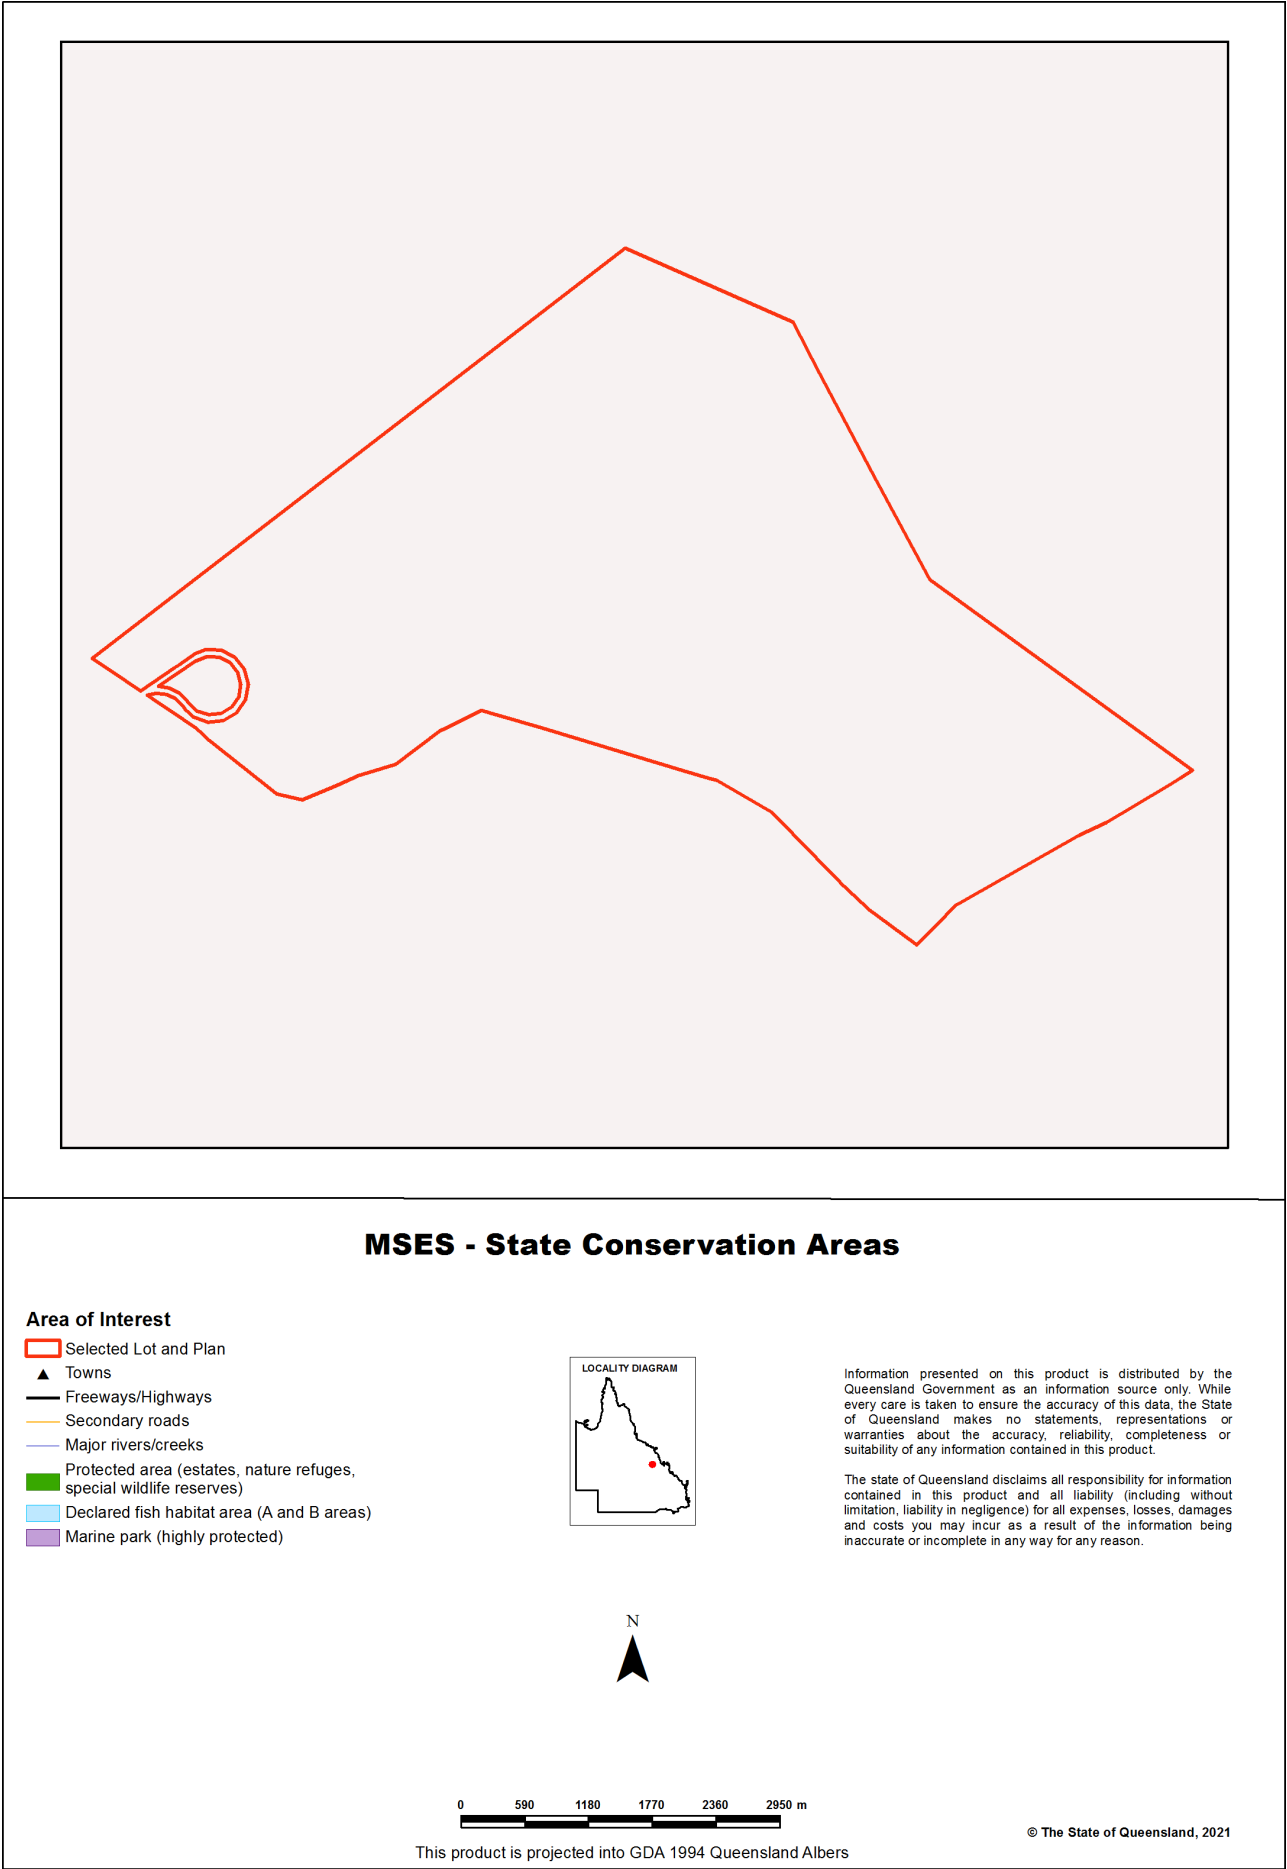 MSES - State Conservation Areas
Area of Interest
Selected Lot and Plan
Towns
Freeways/Highways
Secondary roads
Major rivers/creeks
Protected area (estates, nature refuges,
special wildlife reserves)
Declared fish habitat area (A and B areas)
Marine park (highly protected)
LOCALITY DIAGRAM
Information presented on this product is distributed by the
Queensland Government as an information source only. While
every care is taken to ensure the accuracy of this data, the State
of Queensland makes no statements, representations or
warranties about the accuracy, reliability, completeness or
suitability of any information contained in this product.
The state of Queensland disclaims all responsibility for information
contained in this product and all liability (including without
limitation, liability in negligence) for all expenses, losses, damages
and costs you may incur as a result of the information being
inaccurate or incomplete in any way for any reason.
N
0 590 1180 1770 2360 2950 m
© The State of Queensland, 2021
This product is projected into GDA 1994 Queensland Albers